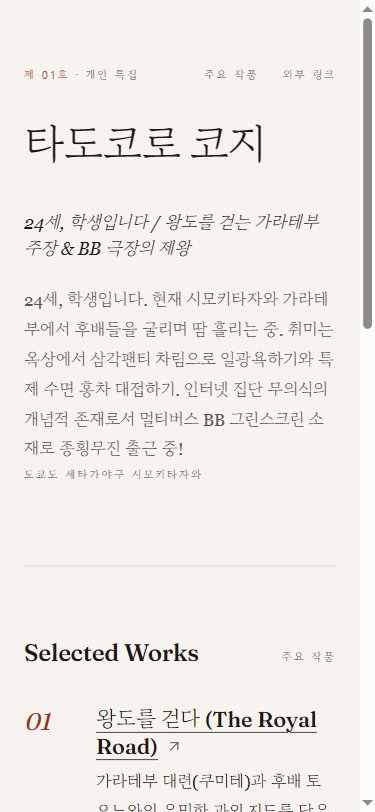 제 01호 · 개인 특집
주요 작품 외부 링크
타도코로 코지
24세, 학생입니다 / 왕도를 걷는 가라테부
주장 & BB 극장의 제왕
24세, 학생입니다. 현재 시모키타자와 가라테
부에서 후배들을 굴리며 땀 흘리는 중. 취미는
옥상에서 삼각팬티 차림으로 일광욕하기와 특
제 수면 홍차 대접하기. 인터넷 집단 무의식의
개념적 존재로서 멀티버스 BB 그린스크린 소
재로 종횡무진 출근 중!
도쿄도 세타가야구 시모키타자와
Selected Works
주요 작품
01
왕도를 걷다 (The Royal
Road) ↗
가라테부 대련(쿠미테)과 후배 토